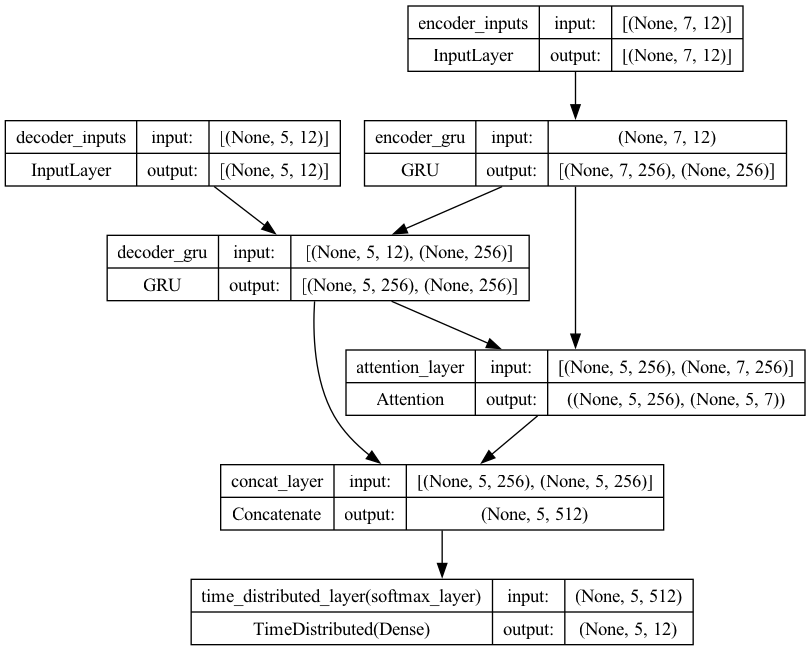 encoder_inputs input: [(None, 7, 12)]
InputLayer output: [(None, 7, 12)]
decoder_inputs input: [(None, 5, 12)]
InputLayer output: [(None, 5, 12)]
encoder_gru input: (None, 7, 12)
GRU output: [(None, 7, 256), (None, 256)]
decoder_gru input: [(None, 5, 12), (None, 256)]
GRU output: [(None, 5, 256), (None, 256)]
attention_layer input: [(None, 5, 256), (None, 7, 256)]
Attention output: ((None, 5, 256), (None, 5, 7))
concat_layer input: [(None, 5, 256), (None, 5, 256)]
Concatenate output: (None, 5, 512)
time_distributed_layer(softmax_layer) input: (None, 5, 512)
TimeDistributed(Dense) output: (None, 5, 12)